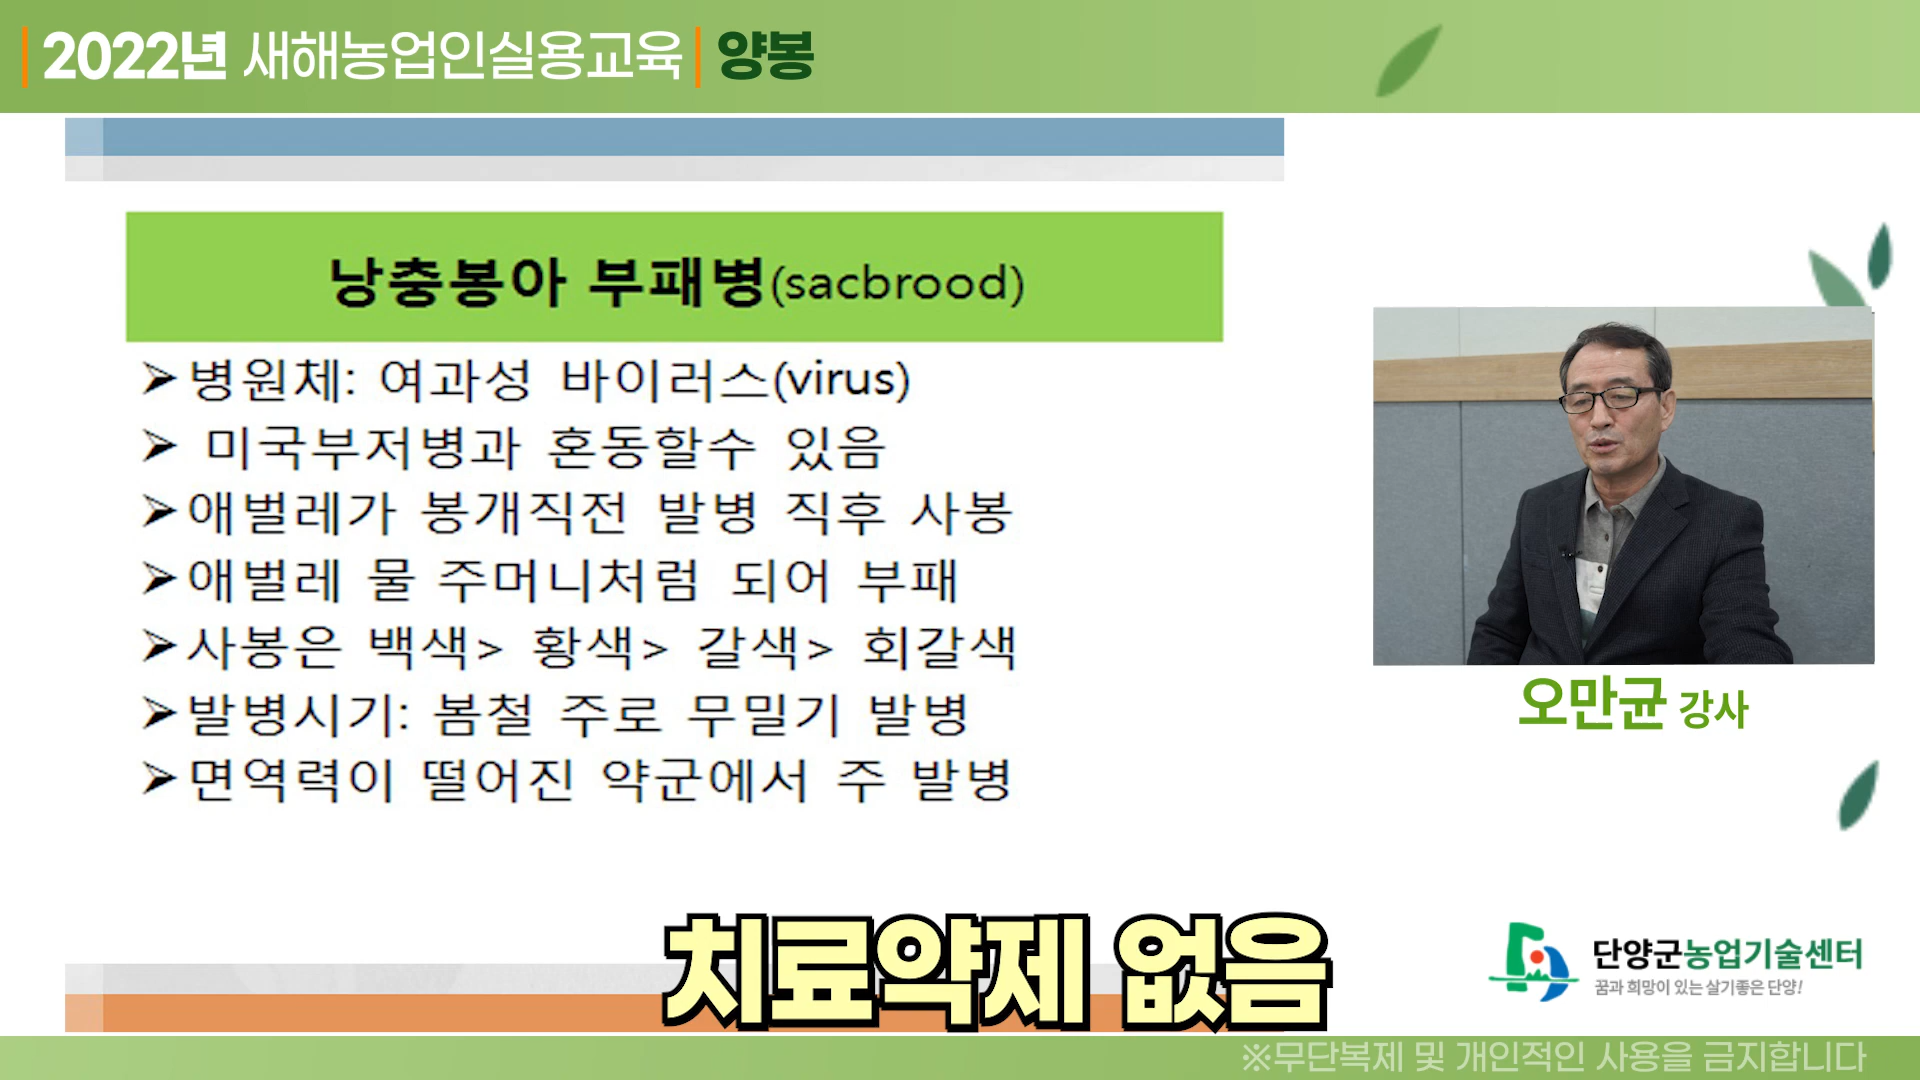 2022년 새해농업인실용교육 양봉
낭충봉아 부패병(sacbrood)
➢병원체: 여과성 바이러스(virus)
➢ 미국부저병과 혼동할수 있음
➢애벌레가 봉개직전 발병 직후 사봉
➢애벌레 물 주머니처럼 되어 부패
➢사봉은 백색> 황색> 갈색> 회갈색
➢발병시기: 봄철 주로 무밀기 발병
➢면역력이 떨어진 약군에서 주 발병
오만균 강사
치료약제 없음
단양군농업기술센터
꿈과 희망이 있는 살기좋은 단양!
※무단복제 및 개인적인 사용을 금지합니다